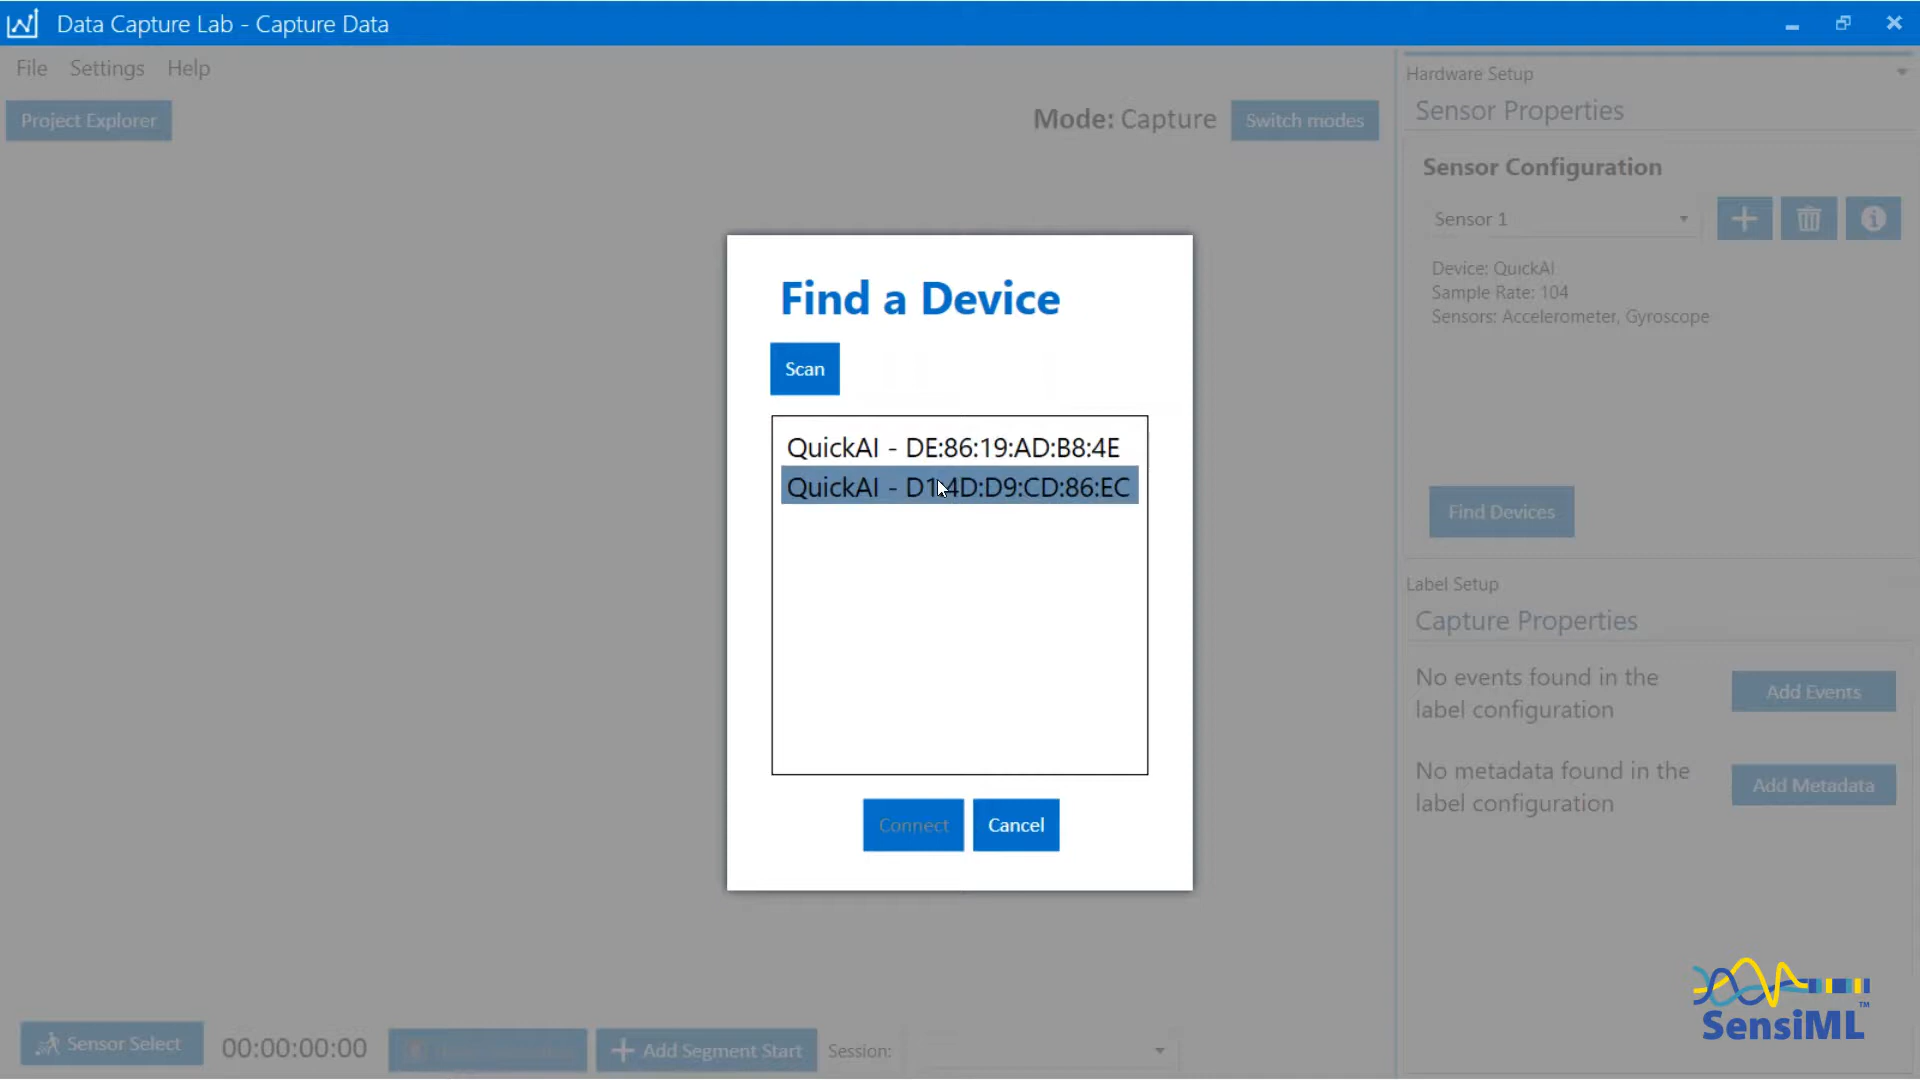 Data Capture Lab - Capture Data
File Settings Help
Project Explorer
Mode: Capture Switch modes
Hardware Setup
Sensor Properties
Sensor Configuration
Sensor 1
Device: QuickAI
Sample Rate: 104
Sensors: Accelerometer, Gyroscope
Find Devices
Label Setup
Capture Properties
No events found in the
label configuration
Add Events
No metadata found in the
label configuration
Add Metadata
Find a Device
Scan
QuickAI - DE:86:19:AD:B8:4E
QuickAI - D1:4D:D9:CD:86:EC
Connect Cancel
Sensor Select 00:00:00:00 Add Segment Start Session:
SensiML
TM